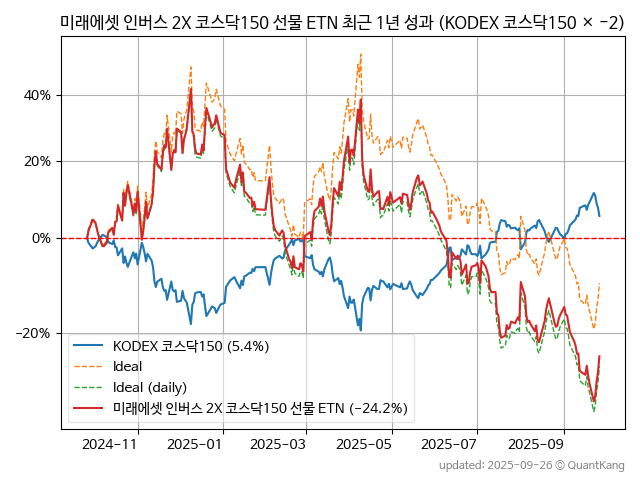 미래에셋 인버스 2X 코스닥150 선물 ETN 최근 1년 성과 (KODEX 코스닥150 × −2)
40%
20%
0%
−20%
KODEX 코스닥150 (5.4%)
Ideal
Ideal (daily)
미래에셋 인버스 2X 코스닥150 선물 ETN (−24.2%)
2024-11 2025-01 2025-03 2025-05 2025-07 2025-09
updated: 2025-09-26 © QuantKang